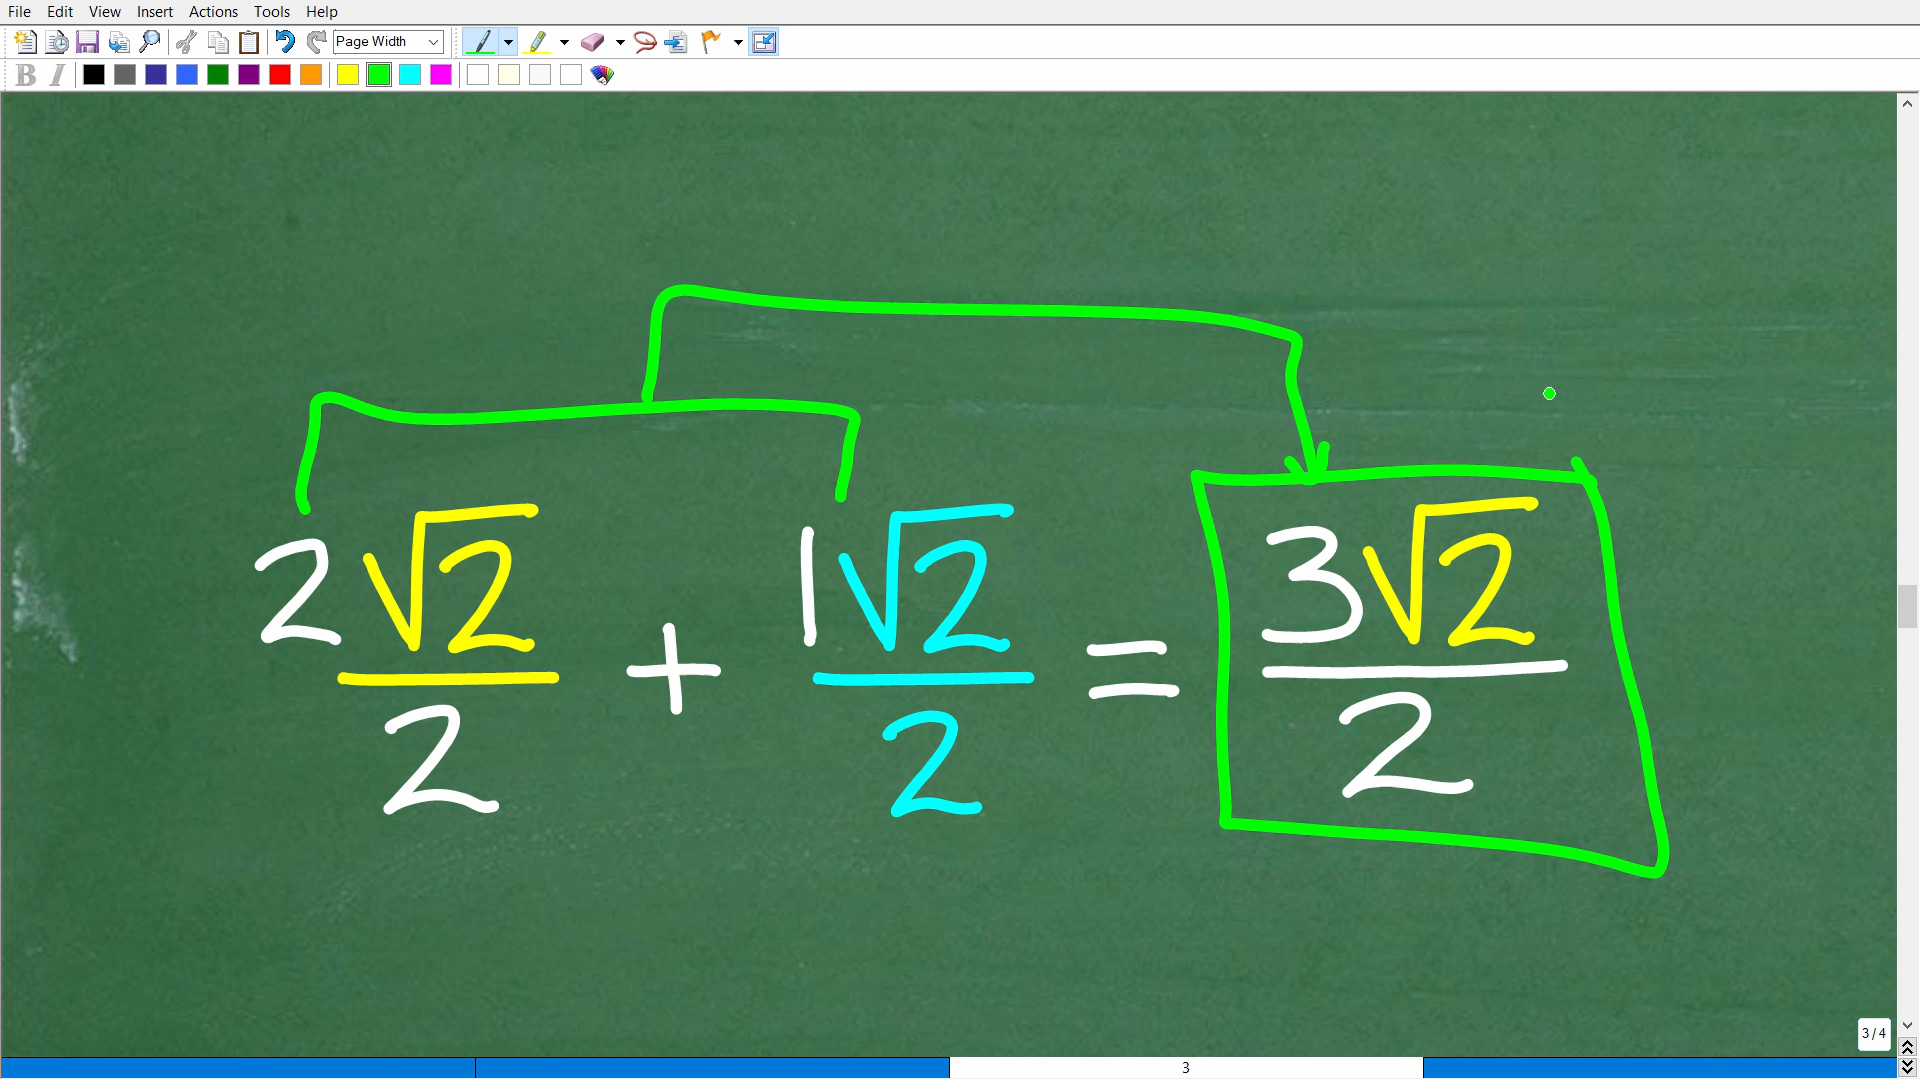 File Edit View Insert Actions Tools Help
Page Width
B I
2√2/2 + 1√2/2 = 3√2/2
3 / 4
3